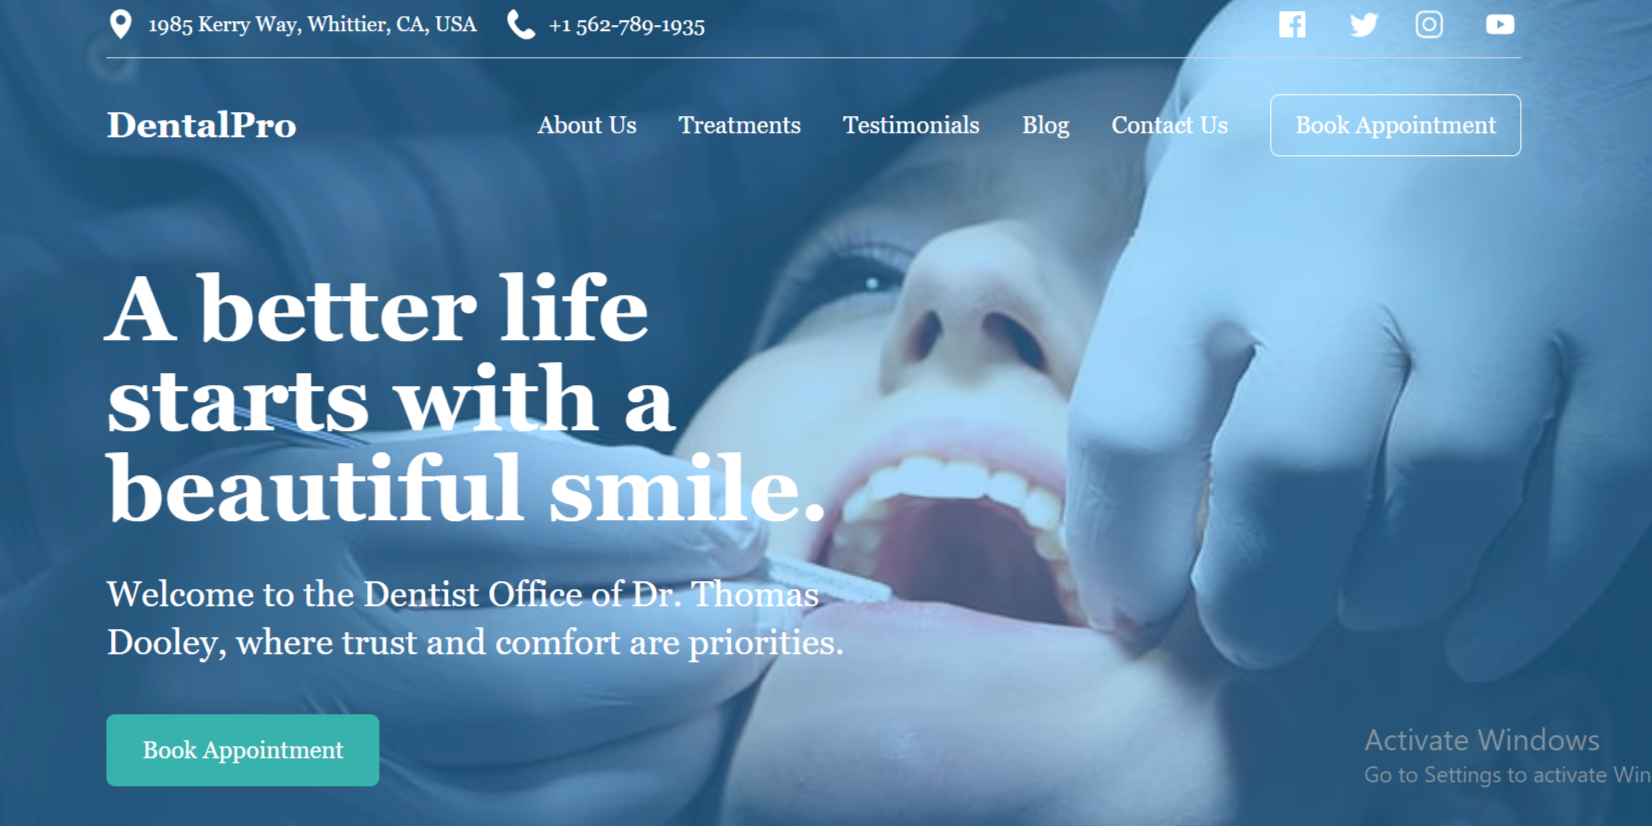 1985 Kerry Way, Whittier, CA, USA
+1 562-789-1935
DentalPro
About Us
Treatments
Testimonials
Blog
Contact Us
Book Appointment
A better life
starts with a
beautiful smile.
Welcome to the Dentist Office of Dr. Thomas
Dooley, where trust and comfort are priorities.
Book Appointment
Activate Windows
Go to Settings to activate Win